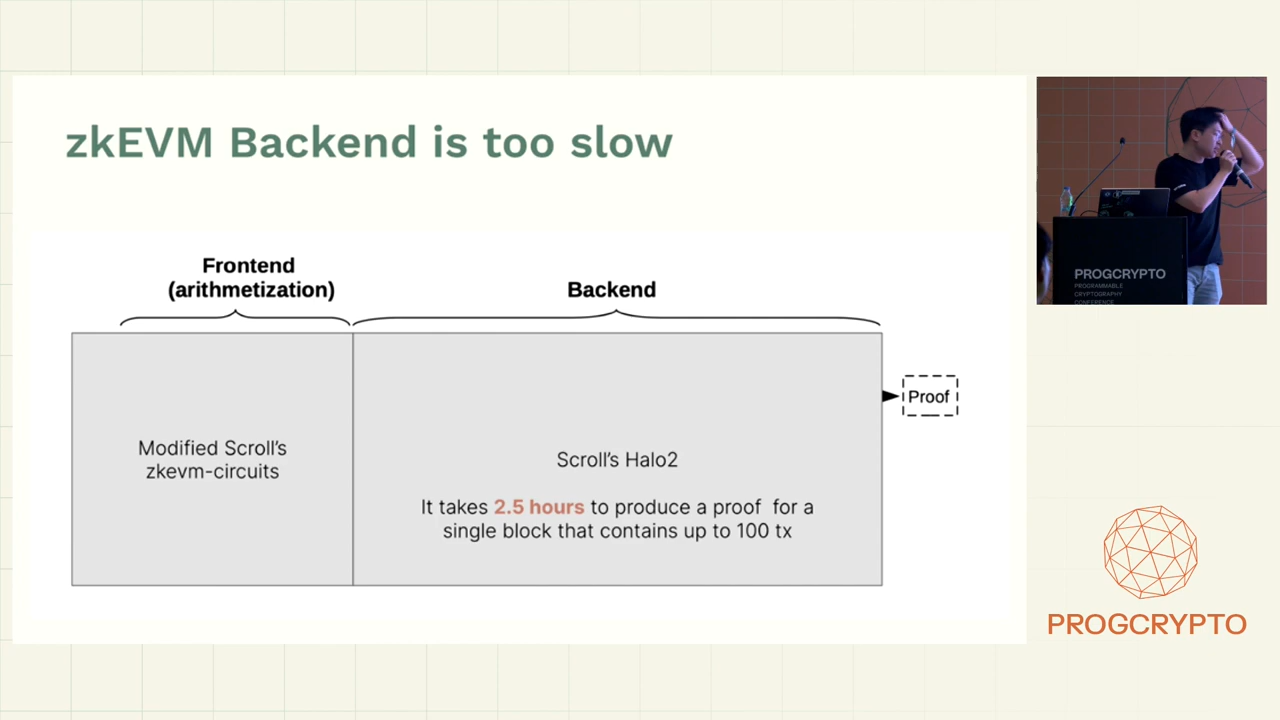 zkEVM Backend is too slow
Frontend
(arithmetization)
Backend
Modified Scroll's
zkevm-circuits
Scroll's Halo2
It takes 2.5 hours to produce a proof for a
single block that contains up to 100 tx
Proof
PROGCRYPTO
PROGRAMMABLE
CRYPTOGRAPHY
CONFERENCE
PROGCRYPTO